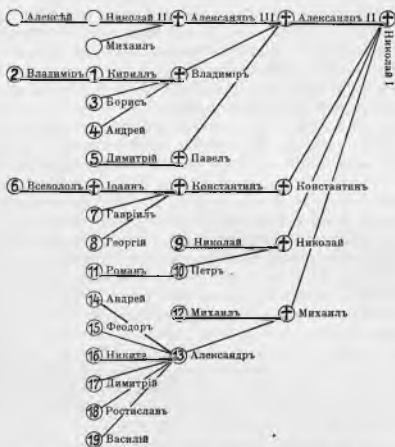 Алексѣй Николай II Александръ III Александръ II
Николай I
Михаилъ
2 Владиміръ 1 Кириллъ Владиміръ
3 Борисъ
4 Андрей
5 Димитрій Павелъ
6 Всеволодъ Іоаннъ Константинъ Константинъ
7 Гавріилъ
8 Георгій 9 Николай Николай
11 Романъ 10 Петръ
14 Андрей
12 Михаилъ Михаилъ
15 Феодоръ
16 Никита 13 Александръ
17 Димитрій
18 Ростиславъ
19 Василій